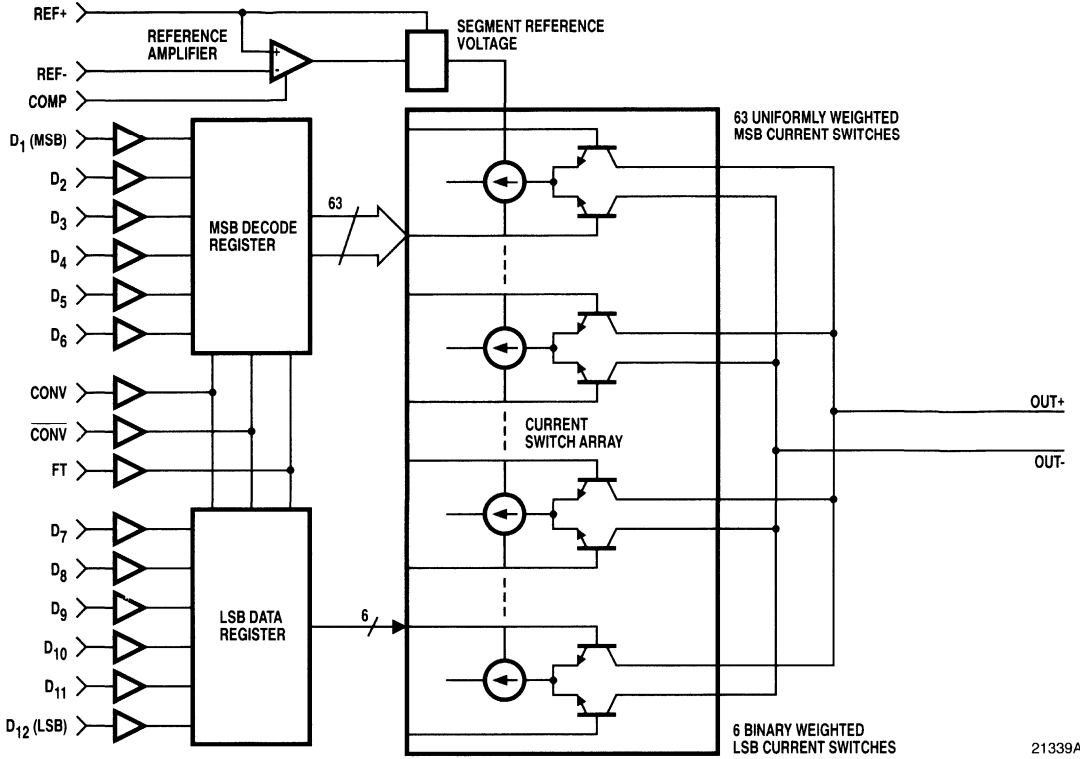 REF+
REFERENCE
AMPLIFIER
SEGMENT REFERENCE
VOLTAGE
REF-
COMP
+
-
63 UNIFORMLY WEIGHTED
MSB CURRENT SWITCHES
D1 (MSB)
D2
D3
D4
D5
D6
MSB DECODE
REGISTER
63
CONV
CONV
FT
CURRENT
SWITCH ARRAY
OUT+
OUT-
D7
D8
D9
D10
D11
D12 (LSB)
LSB DATA
REGISTER
6
6 BINARY WEIGHTED
LSB CURRENT SWITCHES
21339A